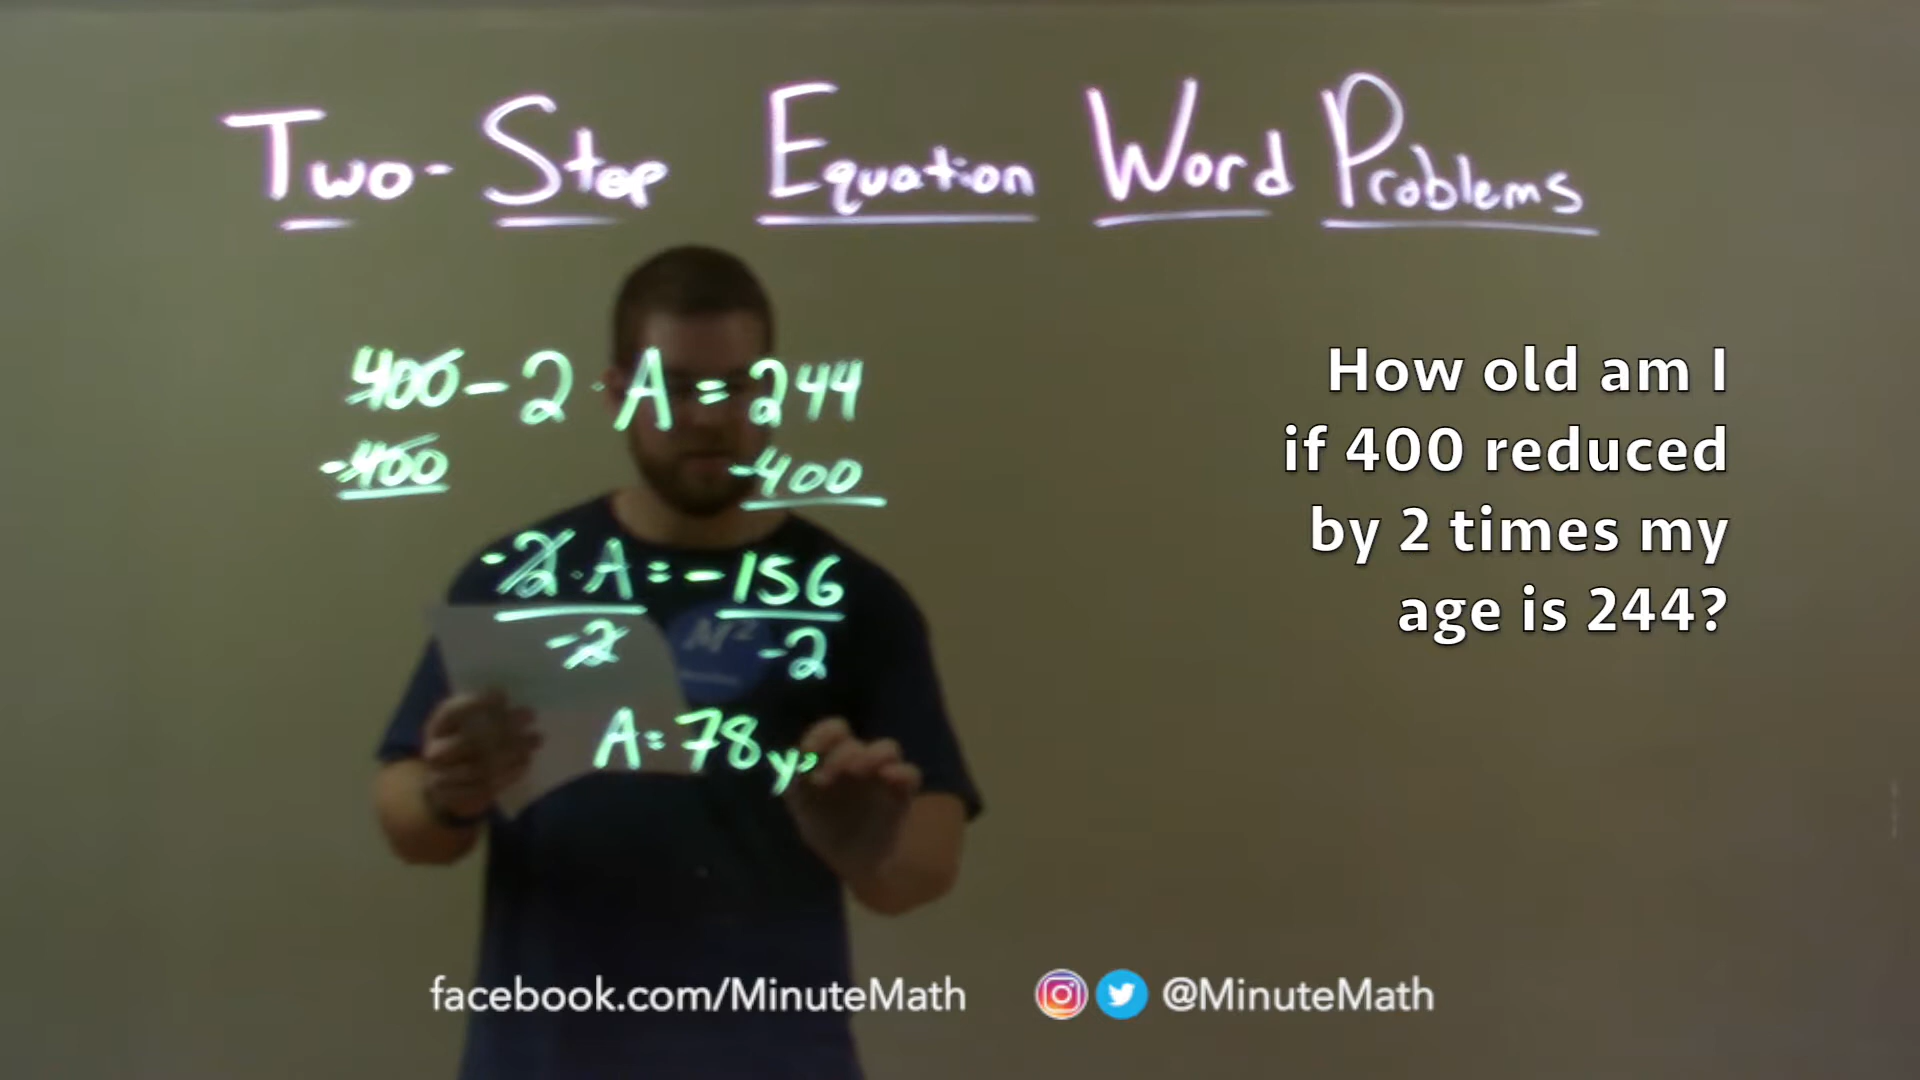 Two-Step Equation Word Problems
400 - 2 · A = 244
-400 -400
-2 · A = -156
-2 -2
A = 78 y
How old am I
if 400 reduced
by 2 times my
age is 244?
M²
facebook.com/MinuteMath @MinuteMath